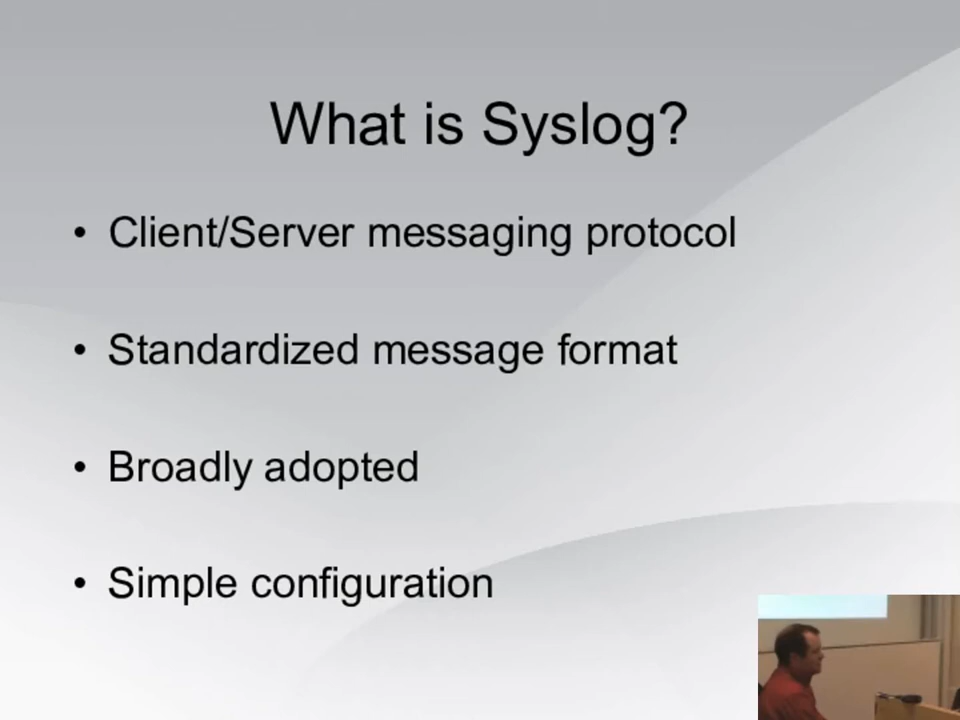 What is Syslog?
• Client/Server messaging protocol
• Standardized message format
• Broadly adopted
• Simple configuration